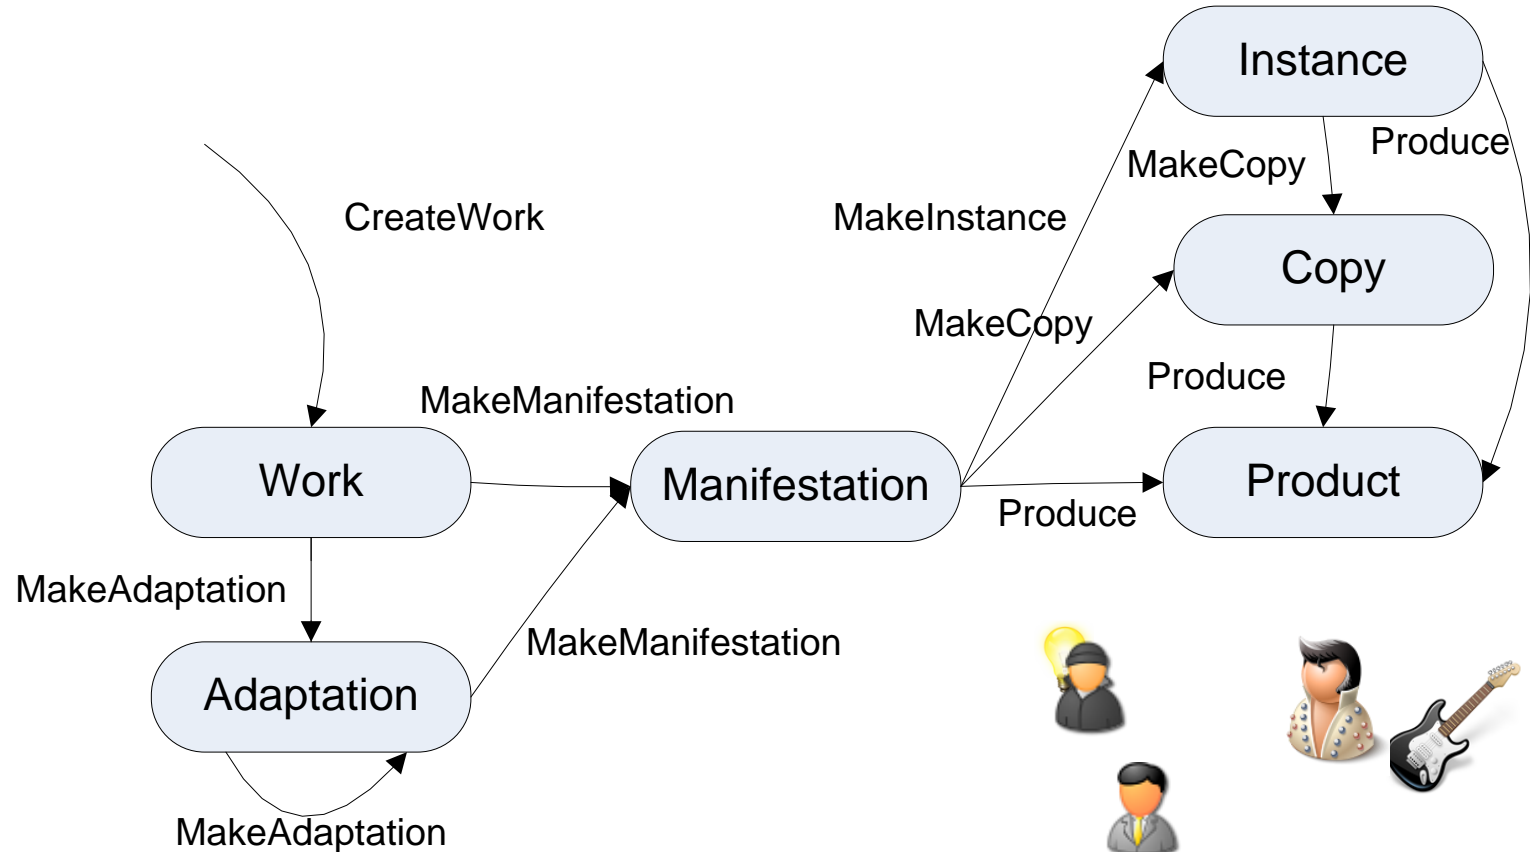 Instance
Produce
MakeCopy
CreateWork
MakeInstance
Copy
MakeCopy
Produce
MakeManifestation
Work
Manifestation
Product
Produce
MakeAdaptation
MakeManifestation
Adaptation
MakeAdaptation